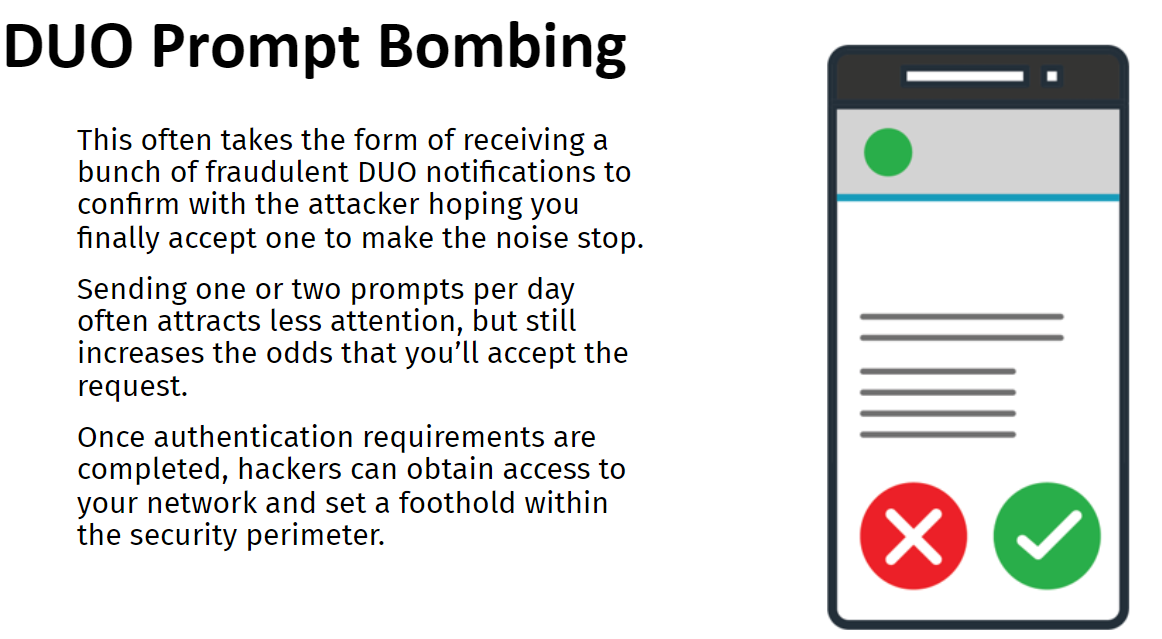 DUO Prompt Bombing
This often takes the form of receiving a
bunch of fraudulent DUO notifications to
confirm with the attacker hoping you
finally accept one to make the noise stop.
Sending one or two prompts per day
often attracts less attention, but still
increases the odds that you’ll accept the
request.
Once authentication requirements are
completed, hackers can obtain access to
your network and set a foothold within
the security perimeter.